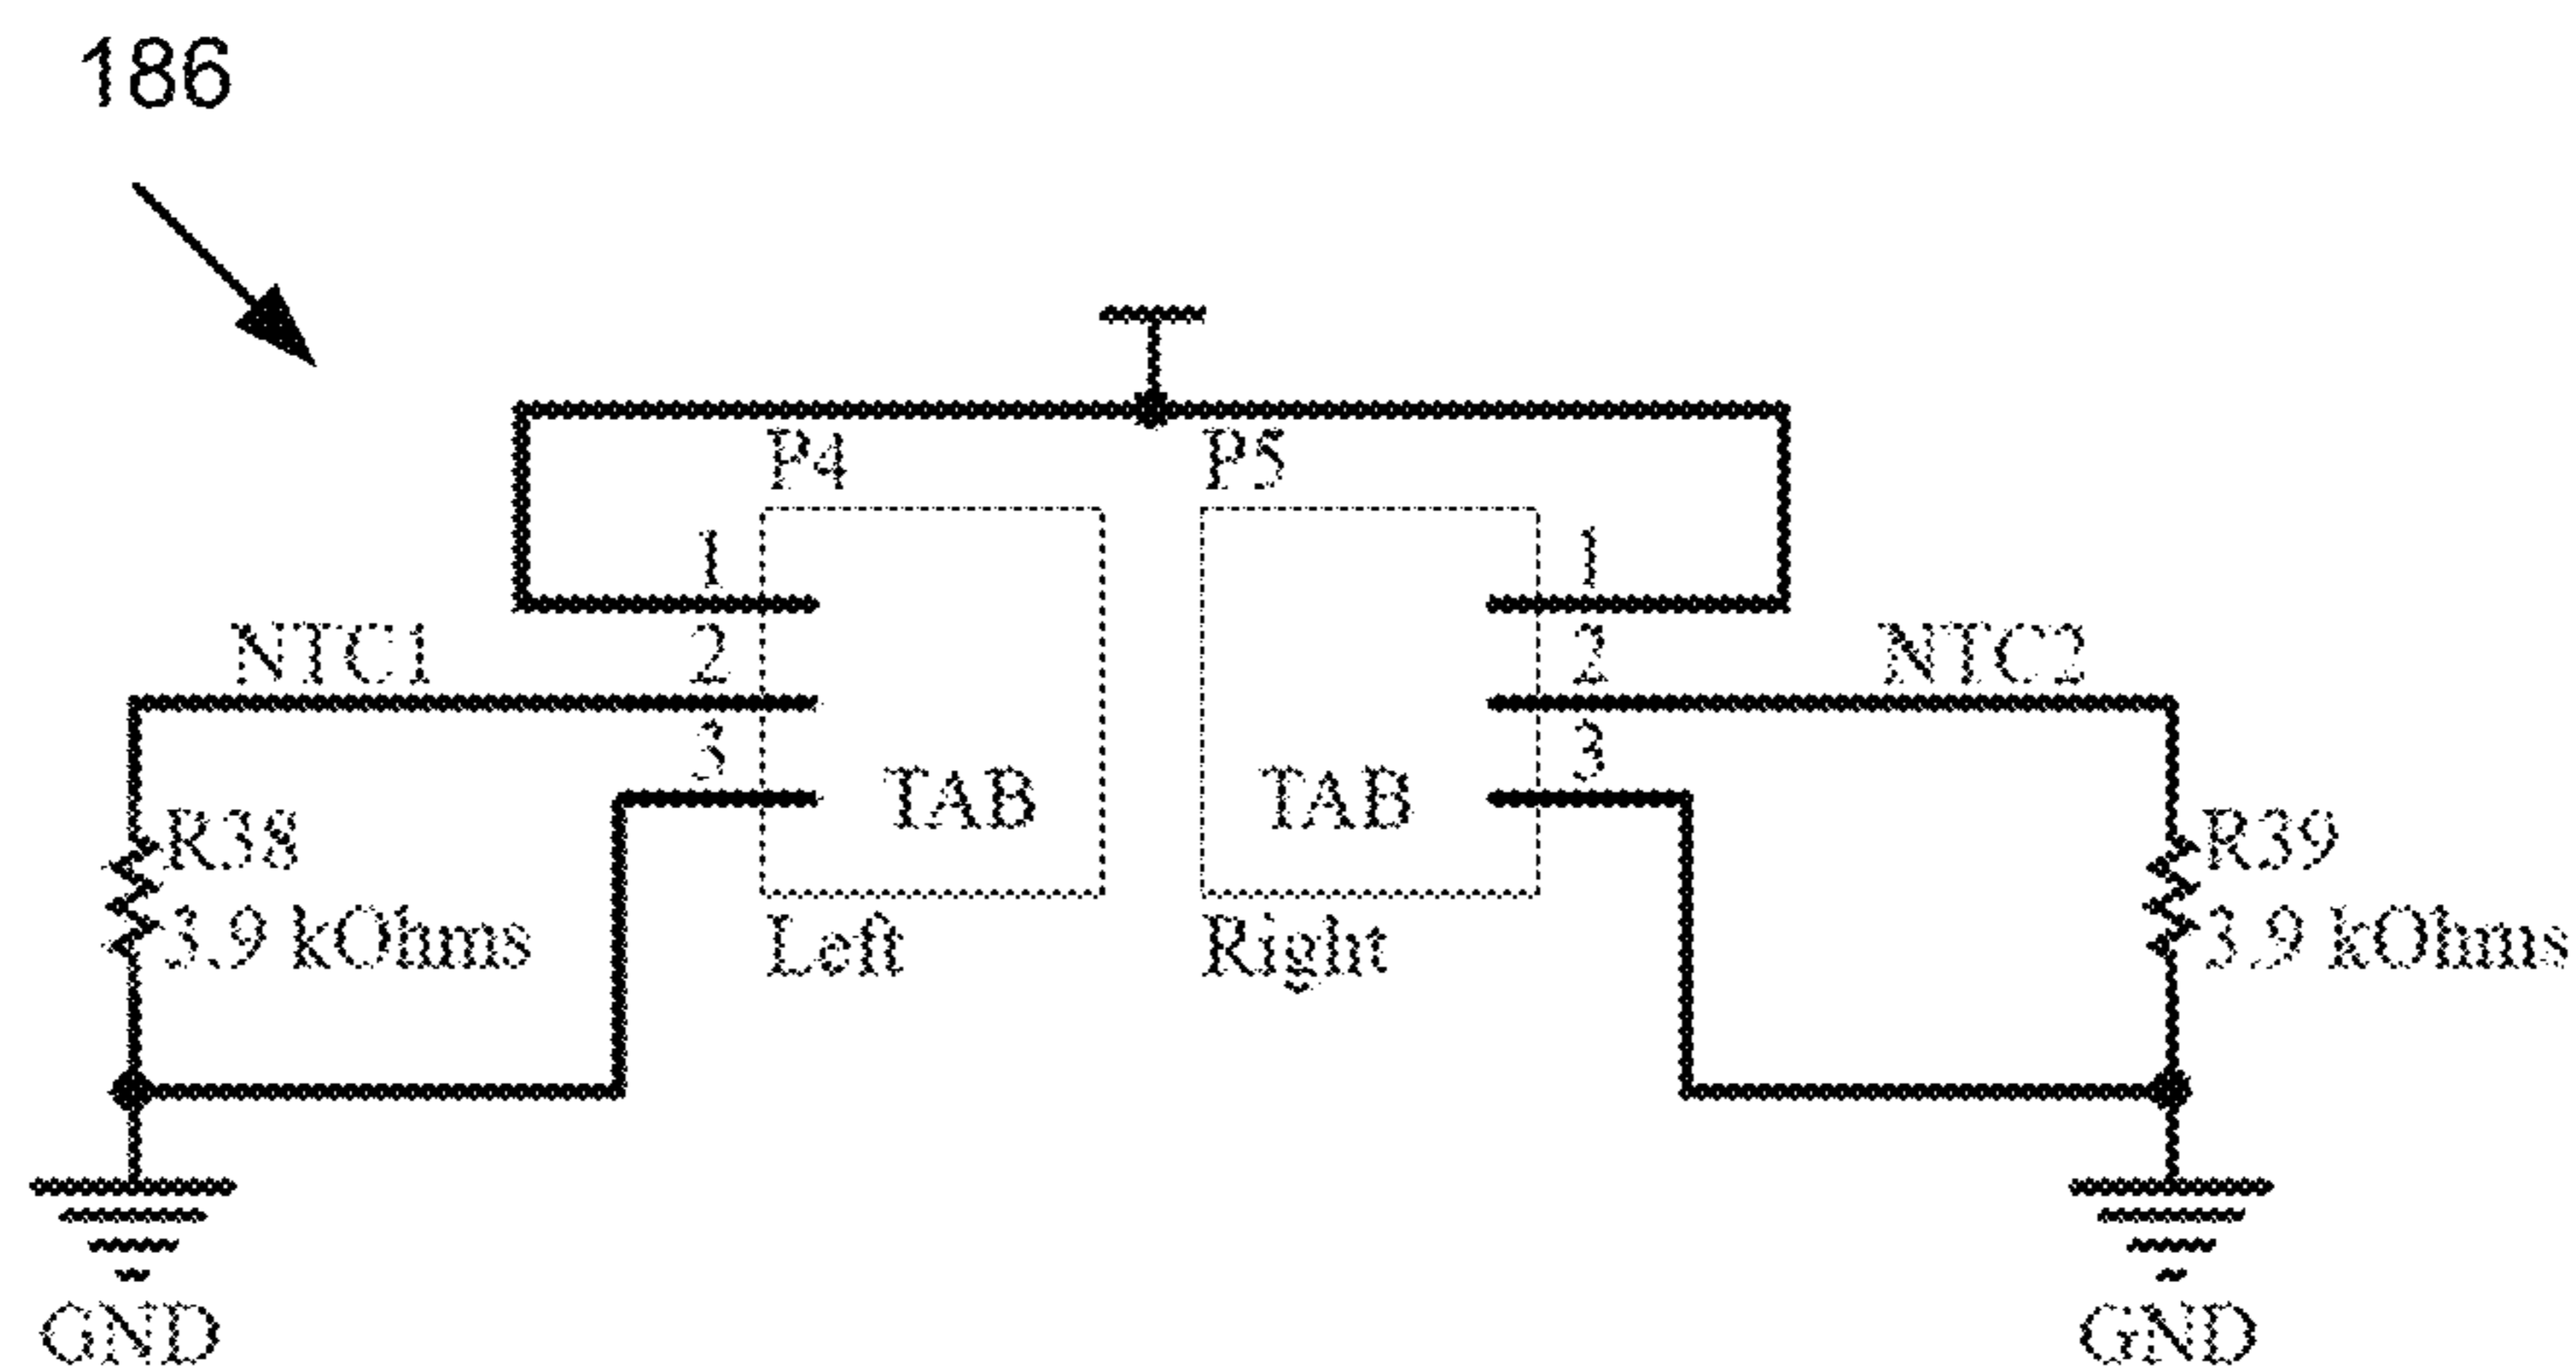 186
P4
P5
1
1
NTC1
2
2
NTC2
3
3
TAB
TAB
R38
3.9 kOhms
R39
3.9 kOhms
Left
Right
GND
GND